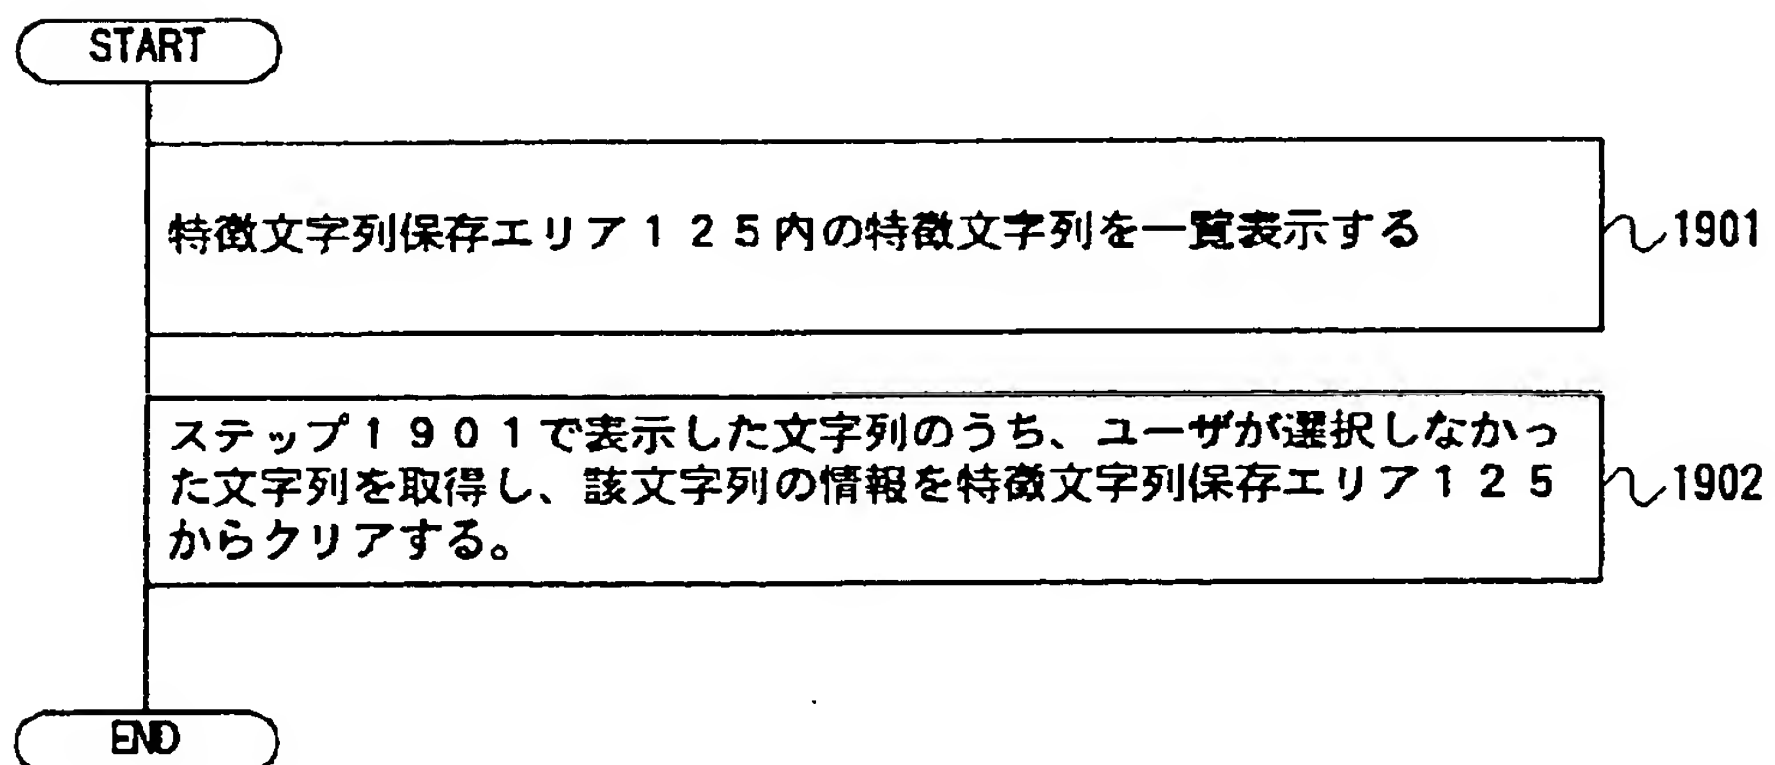 START
特徴文字列保存エリア125内の特徴文字列を一覧表示する
1901
ステップ1901で表示した文字列のうち、ユーザが選択しなかっ
た文字列を取得し、該文字列の情報を特徴文字列保存エリア125
からクリアする。
1902
END